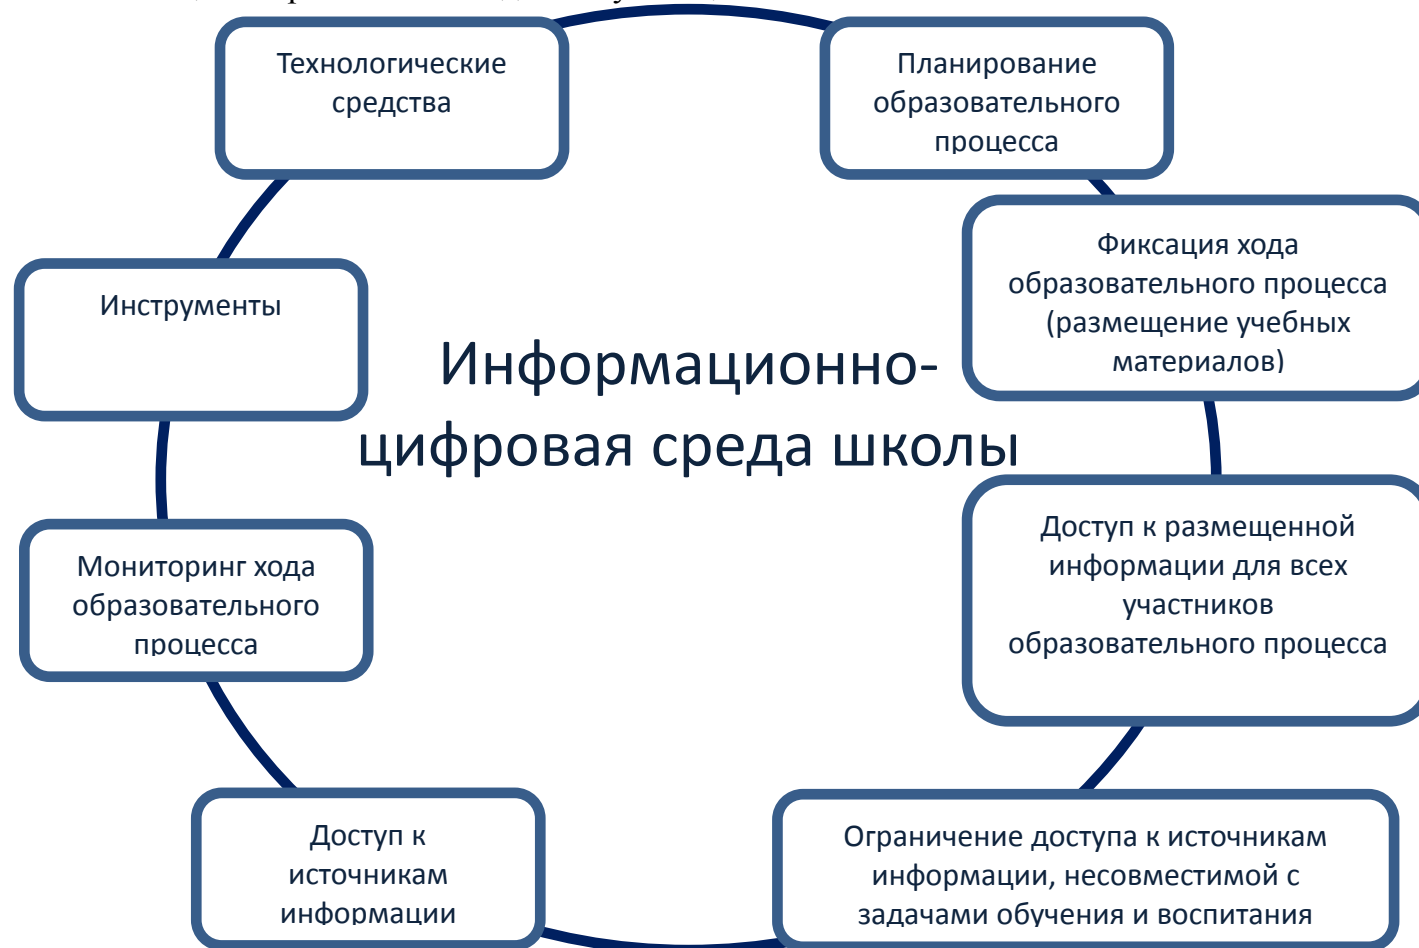 Технологические
средства
Планирование
образовательного
процесса
Фиксация хода
образовательного процесса
(размещение учебных
материалов)
Инструменты
Информационно-
цифровая среда школы
Доступ к размещенной
информации для всех
участников
образовательного процесса
Мониторинг хода
образовательного
процесса
Доступ к
источникам
информации
Ограничение доступа к источникам
информации, несовместимой с
задачами обучения и воспитания